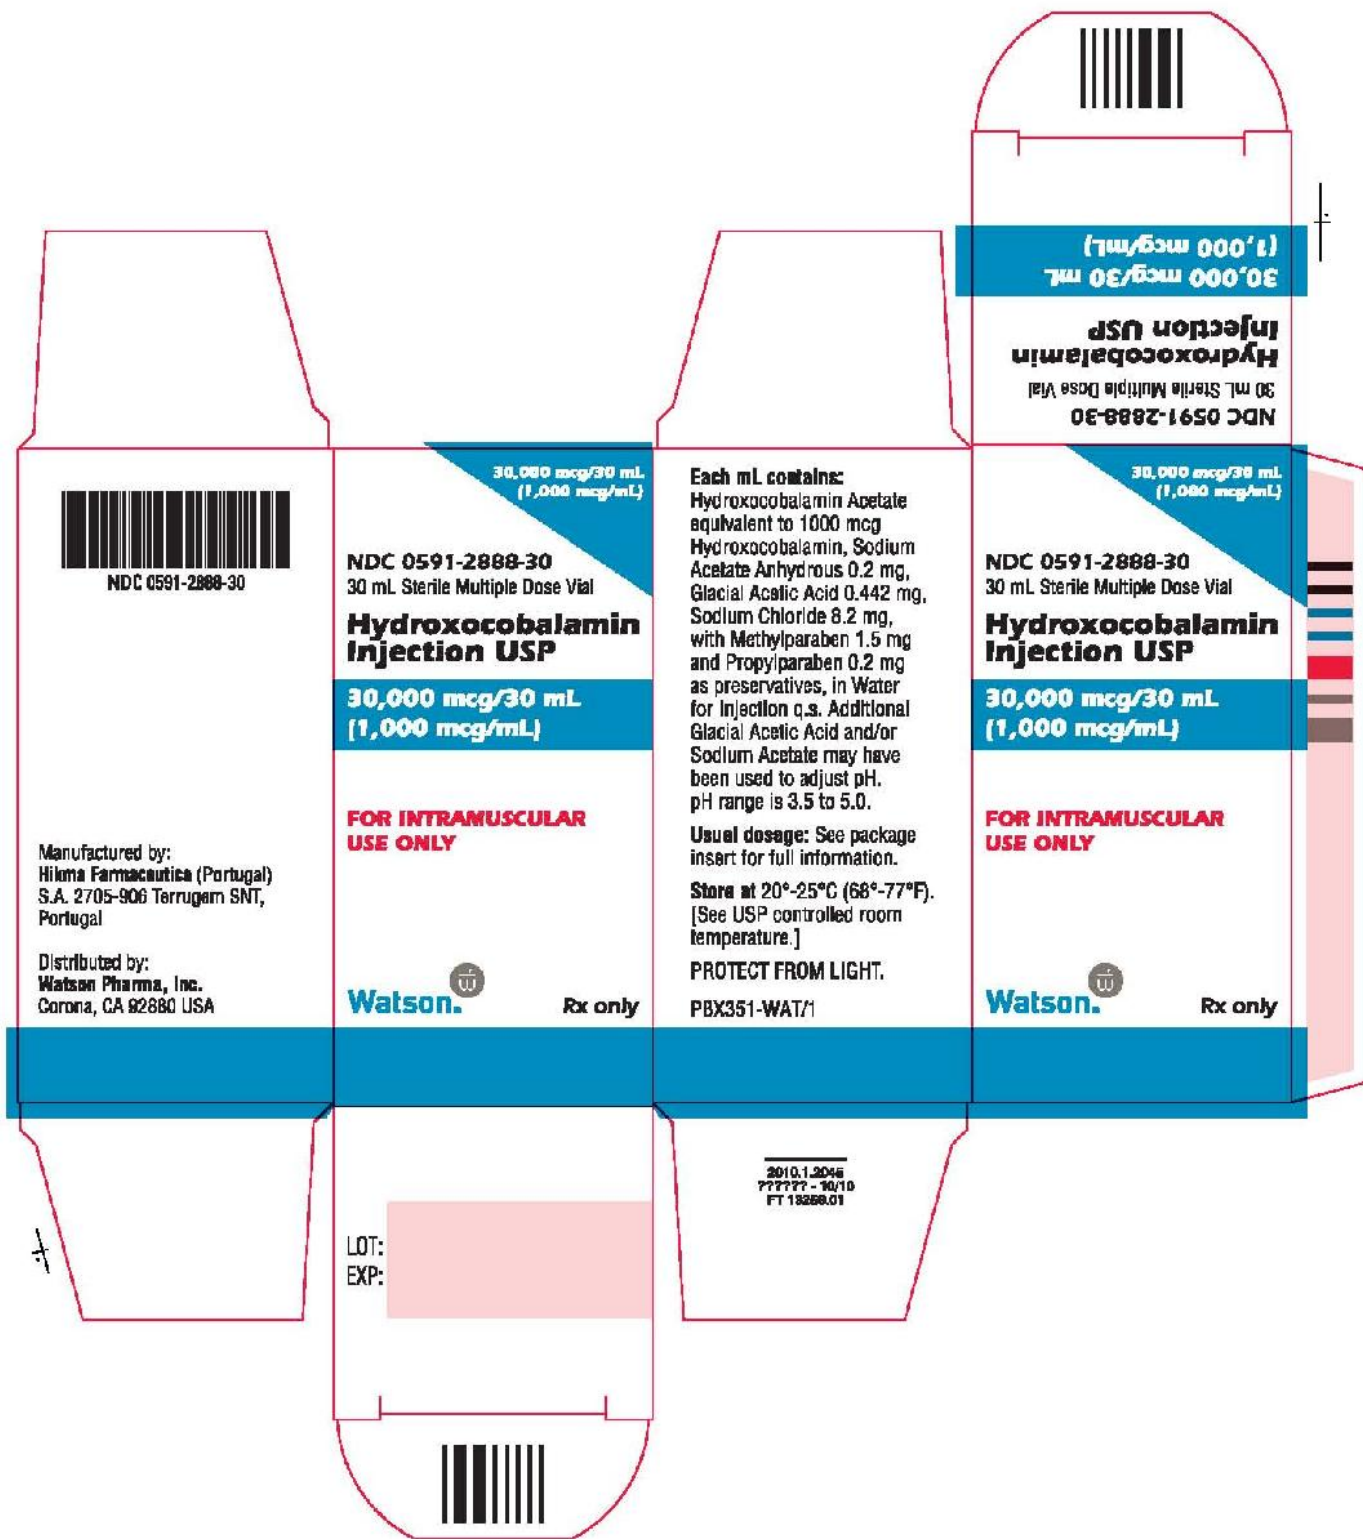 30,000 mcg/30 mL
(1,000 mcg/mL)
Hydroxocobalamin
Injection USP
30 mL Sterile Multiple Dose Vial
NDC 0591-2888-30
NDC 0591-2888-30
Manufactured by:
Hikma Farmaceutica (Portugal)
S.A. 2705-906 Terrugem SNT,
Portugal
Distributed by:
Watson Pharma, Inc.
Corona, CA 92880 USA
30,000 mcg/30 mL
(1,000 mcg/mL)
NDC 0591-2888-30
30 mL Sterile Multiple Dose Vial
Hydroxocobalamin
Injection USP
30,000 mcg/30 mL
(1,000 mcg/mL)
FOR INTRAMUSCULAR
USE ONLY
Watson.
Rx only
Each mL contains:
Hydroxocobalamin Acetate
equivalent to 1000 mcg
Hydroxocobalamin, Sodium
Acetate Anhydrous 0.2 mg,
Glacial Acetic Acid 0.442 mg,
Sodium Chloride 8.2 mg,
with Methylparaben 1.5 mg
and Propylparaben 0.2 mg
as preservatives, in Water
for Injection q.s. Additional
Glacial Acetic Acid and/or
Sodium Acetate may have
been used to adjust pH.
pH range is 3.5 to 5.0.
Usual dosage: See package
insert for full information.
Store at 20°-25°C (68°-77°F).
[See USP controlled room
temperature.]
PROTECT FROM LIGHT.
PBX351-WAT/1
30,000 mcg/30 mL
(1,000 mcg/mL)
NDC 0591-2888-30
30 mL Sterile Multiple Dose Vial
Hydroxocobalamin
Injection USP
30,000 mcg/30 mL
(1,000 mcg/mL)
FOR INTRAMUSCULAR
USE ONLY
Watson.
Rx only
?????? - 10/10
LOT:
EXP: